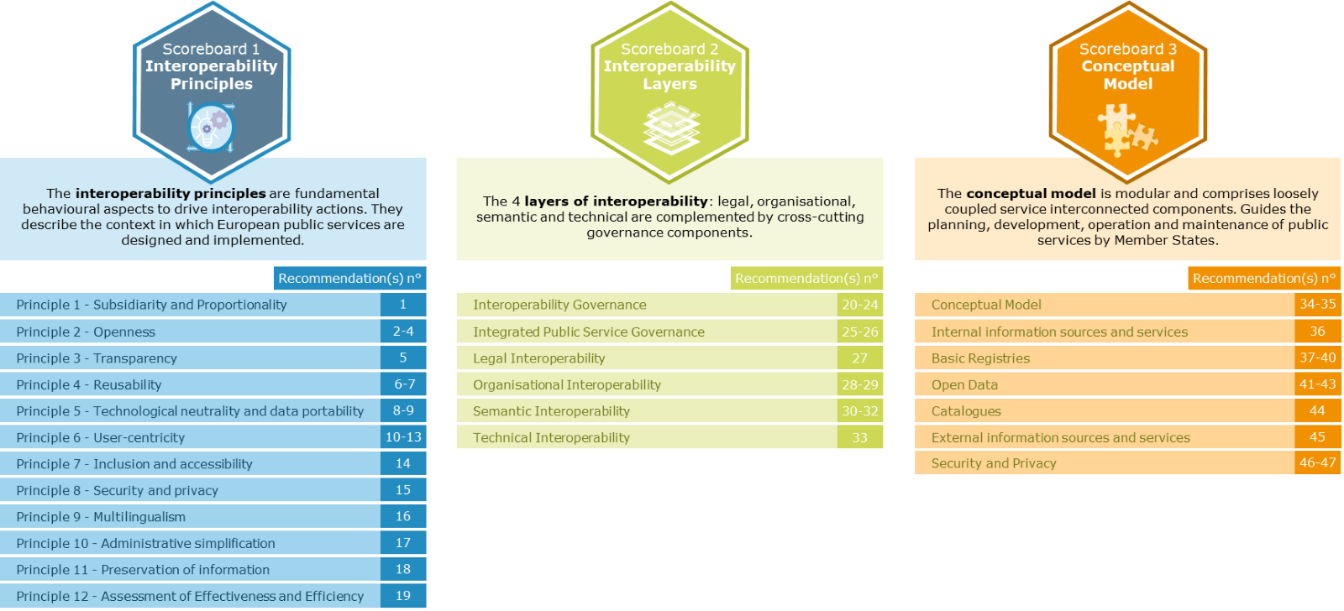 Scoreboard 1
Interoperability
Principles
The interoperability principles are fundamental
behavioural aspects to drive interoperability actions. They
describe the context in which European public services are
designed and implemented.
Recommendation(s) n°
Principle 1 - Subsidiarity and Proportionality 1
Principle 2 - Openness 2-4
Principle 3 - Transparency 5
Principle 4 - Reusability 6-7
Principle 5 - Technological neutrality and data portability 8-9
Principle 6 - User-centricity 10-13
Principle 7 - Inclusion and accessibility 14
Principle 8 - Security and privacy 15
Principle 9 - Multilingualism 16
Principle 10 - Administrative simplification 17
Principle 11 - Preservation of information 18
Principle 12 - Assessment of Effectiveness and Efficiency 19
Scoreboard 2
Interoperability
Layers
The 4 layers of interoperability: legal, organisational,
semantic and technical are complemented by cross-cutting
governance components.
Recommendation(s) n°
Interoperability Governance 20-24
Integrated Public Service Governance 25-26
Legal Interoperability 27
Organisational Interoperability 28-29
Semantic Interoperability 30-32
Technical Interoperability 33
Scoreboard 3
Conceptual
Model
The conceptual model is modular and comprises loosely
coupled service interconnected components. Guides the
planning, development, operation and maintenance of public
services by Member States.
Recommendation(s) n°
Conceptual Model 34-35
Internal information sources and services 36
Basic Registries 37-40
Open Data 41-43
Catalogues 44
External information sources and services 45
Security and Privacy 46-47